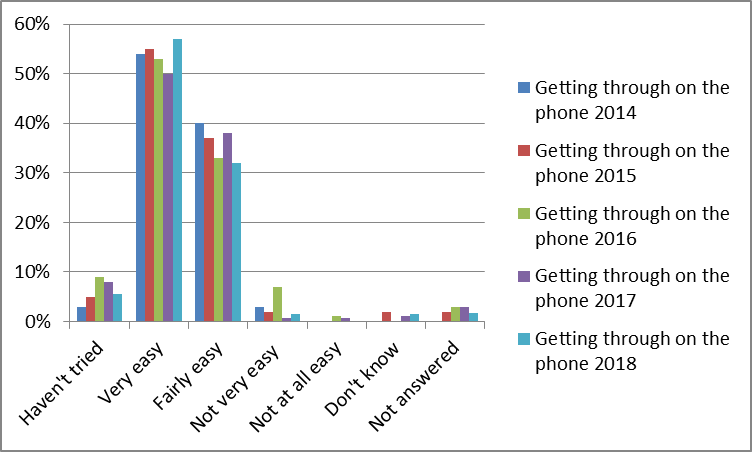 60%
50%
40%
30%
20%
10%
0%
Haven't tried
Very easy
Fairly easy
Not very easy
Not at all easy
Don't know
Not answered
Getting through on the
phone 2014
Getting through on the
phone 2015
Getting through on the
phone 2016
Getting through on the
phone 2017
Getting through on the
phone 2018